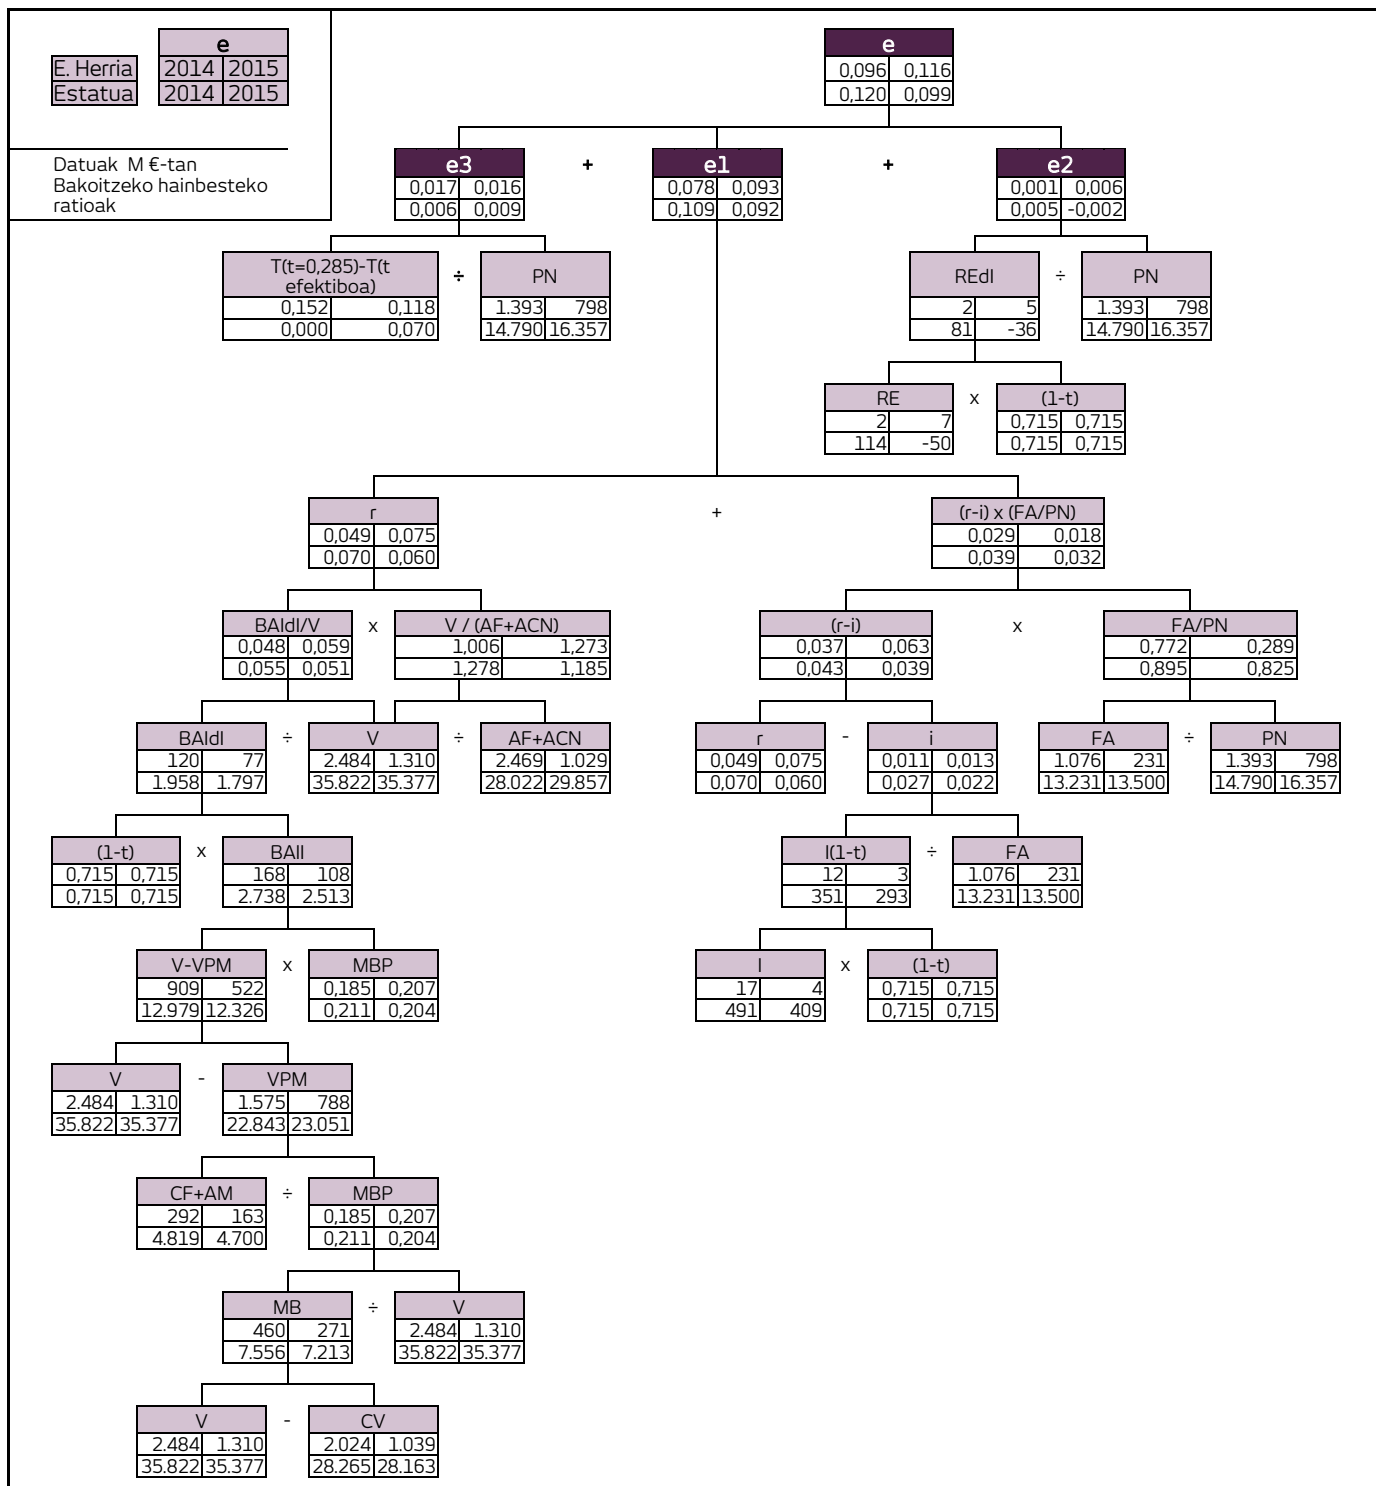 e
E. Herria 2014 2015
Estatua 2014 2015
Datuak M €-tan
Bakoitzeko hainbesteko
ratioak
e
0,096 0,116
0,120 0,099
e3 + e1 + e2
0,017 0,016 0,078 0,093 0,001 0,006
0,006 0,009 0,109 0,092 0,005 -0,002
T(t=0,285)-T(t
efektiboa) ÷ PN REdI ÷ PN
0,152 0,118 1.393 798 2 5 1.393 798
0,000 0,070 14.790 16.357 81 -36 14.790 16.357
RE x (1-t)
2 7 0,715 0,715
114 -50 0,715 0,715
r + (r-i) x (FA/PN)
0,049 0,075 0,029 0,018
0,070 0,060 0,039 0,032
BAIdI/V x V / (AF+ACN) (r-i) x FA/PN
0,048 0,059 1,006 1,273 0,037 0,063 0,772 0,289
0,055 0,051 1,278 1,185 0,043 0,039 0,895 0,825
BAIdI ÷ V ÷ AF+ACN r - i FA ÷ PN
120 77 2.484 1.310 2.469 1.029 0,049 0,075 0,011 0,013 1.076 231 1.393 798
1.958 1.797 35.822 35.377 28.022 29.857 0,070 0,060 0,027 0,022 13.231 13.500 14.790 16.357
(1-t) x BAII I(1-t) ÷ FA
0,715 0,715 168 108 12 3 1.076 231
0,715 0,715 2.738 2.513 351 293 13.231 13.500
V-VPM x MBP I x (1-t)
909 522 0,185 0,207 17 4 0,715 0,715
12.979 12.326 0,211 0,204 491 409 0,715 0,715
V - VPM
2.484 1.310 1.575 788
35.822 35.377 22.843 23.051
CF+AM ÷ MBP
292 163 0,185 0,207
4.819 4.700 0,211 0,204
MB ÷ V
460 271 2.484 1.310
7.556 7.213 35.822 35.377
V - CV
2.484 1.310 2.024 1.039
35.822 35.377 28.265 28.163